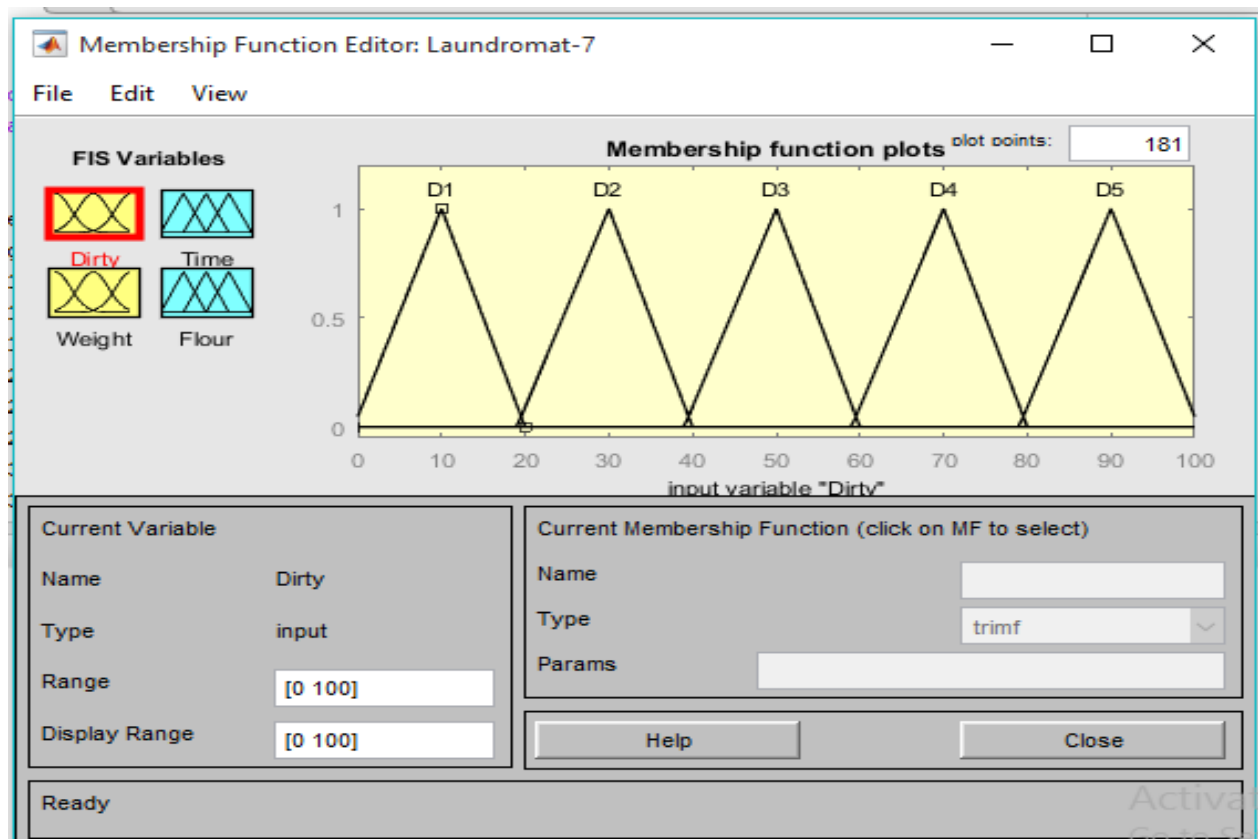 Membership Function Editor: Laundromat-7
File Edit View
FIS Variables
Dirty Time
Weight Flour
Membership function plots plot points: 181
D1 D2 D3 D4 D5
1
0.5
0
0 10 20 30 40 50 60 70 80 90 100
input variable "Dirty"
Current Variable
Name Dirty
Type input
Range [0 100]
Display Range [0 100]
Current Membership Function (click on MF to select)
Name
Type trimf
Params
Help Close
Ready